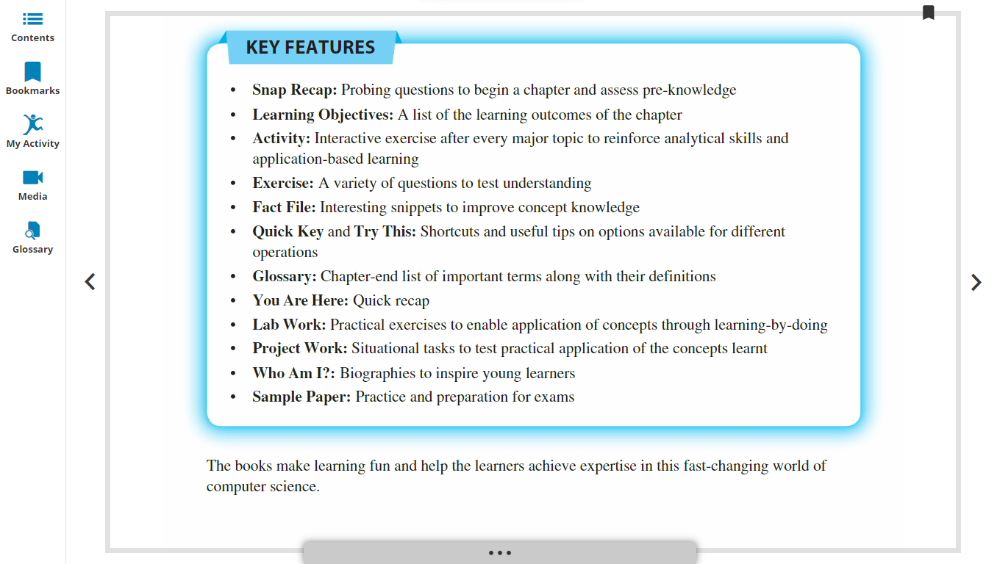 Contents
Bookmarks
My Activity
Media
Glossary
KEY FEATURES
• Snap Recap: Probing questions to begin a chapter and assess pre-knowledge
• Learning Objectives: A list of the learning outcomes of the chapter
• Activity: Interactive exercise after every major topic to reinforce analytical skills and
application-based learning
• Exercise: A variety of questions to test understanding
• Fact File: Interesting snippets to improve concept knowledge
• Quick Key and Try This: Shortcuts and useful tips on options available for different
operations
• Glossary: Chapter-end list of important terms along with their definitions
• You Are Here: Quick recap
• Lab Work: Practical exercises to enable application of concepts through learning-by-doing
• Project Work: Situational tasks to test practical application of the concepts learnt
• Who Am I?: Biographies to inspire young learners
• Sample Paper: Practice and preparation for exams
The books make learning fun and help the learners achieve expertise in this fast-changing world of
computer science.